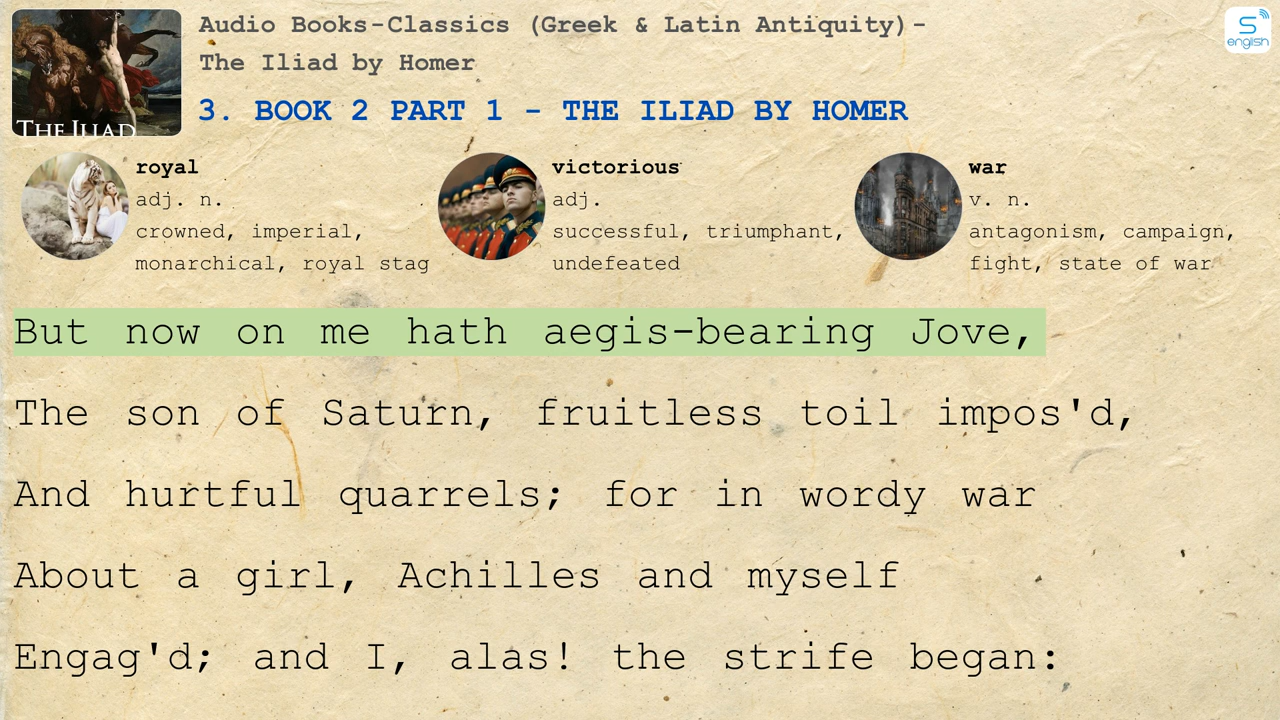 Audio Books-Classics (Greek & Latin Antiquity)-
The Iliad by Homer
3. BOOK 2 PART 1 - THE ILIAD BY HOMER
THE ILIAD
S
english
royal
adj. n.
crowned, imperial,
monarchical, royal stag
victorious
adj.
successful, triumphant,
undefeated
war
v. n.
antagonism, campaign,
fight, state of war
But now on me hath aegis-bearing Jove,
The son of Saturn, fruitless toil impos'd,
And hurtful quarrels; for in wordy war
About a girl, Achilles and myself
Engag'd; and I, alas! the strife began: